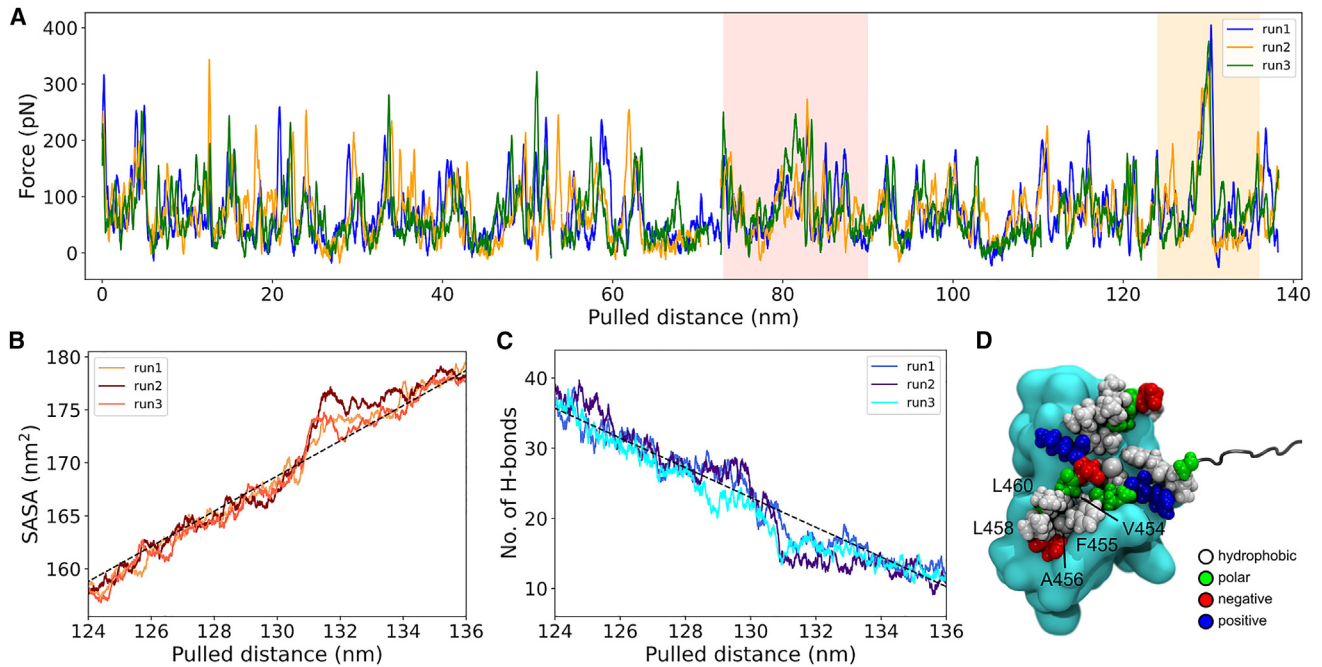 A
Force (pN)
400
300
200
100
0
run1
run2
run3
0 20 40 60 80 100 120 140
Pulled distance (nm)
B
SASA (nm²)
180
175
170
165
160
run1
run2
run3
124 126 128 130 132 134 136
Pulled distance (nm)
C
No. of H-bonds
40
30
20
10
run1
run2
run3
124 126 128 130 132 134 136
Pulled distance (nm)
D
L460
L458
V454
F455
A456
hydrophobic
polar
negative
positive